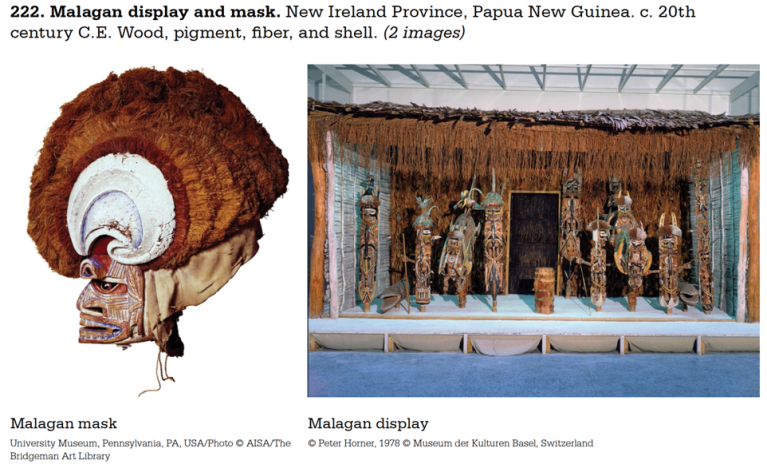 222. Malagan display and mask. New Ireland Province, Papua New Guinea. c. 20th
century C.E. Wood, pigment, fiber, and shell. (2 images)
Malagan mask
University Museum, Pennsylvania, PA, USA/Photo © AISA/The
Bridgeman Art Library
Malagan display
© Peter Horner, 1978 © Museum der Kulturen Basel, Switzerland